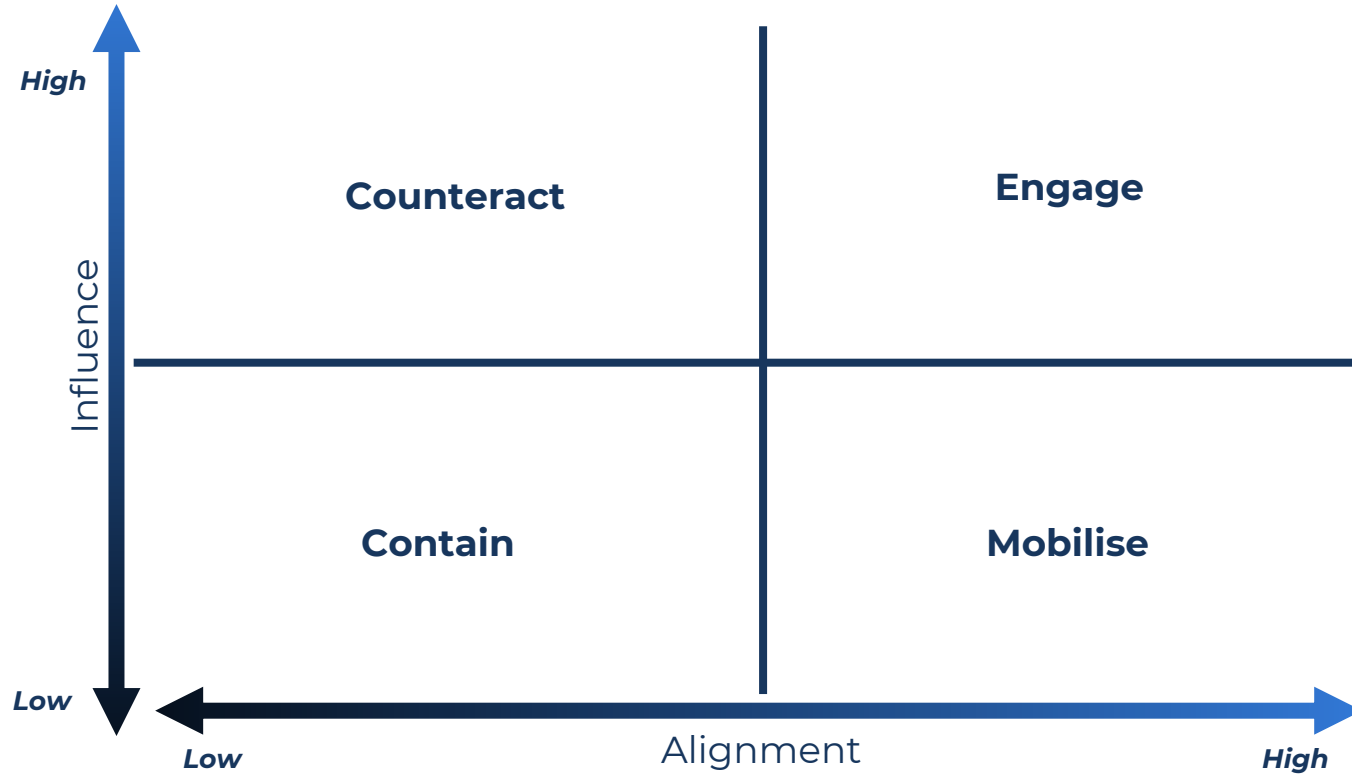 High
Counteract
Engage
Influence
Contain
Mobilise
Low
Low
Alignment
High